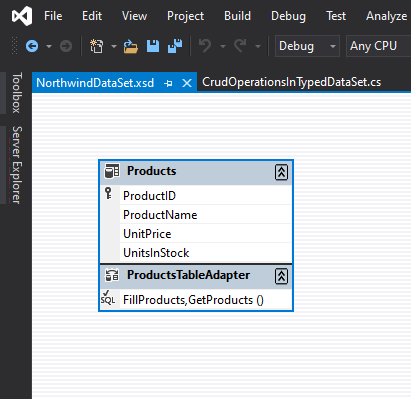 File Edit View Project Build Debug Test Analyze
Debug Any CPU
NorthwindDataSet.xsd CrudOperationsInTypedDataSet.cs
Toolbox
Server Explorer
Products
ProductID
ProductName
UnitPrice
UnitsInStock
ProductsTableAdapter
SQL FillProducts,GetProducts ()